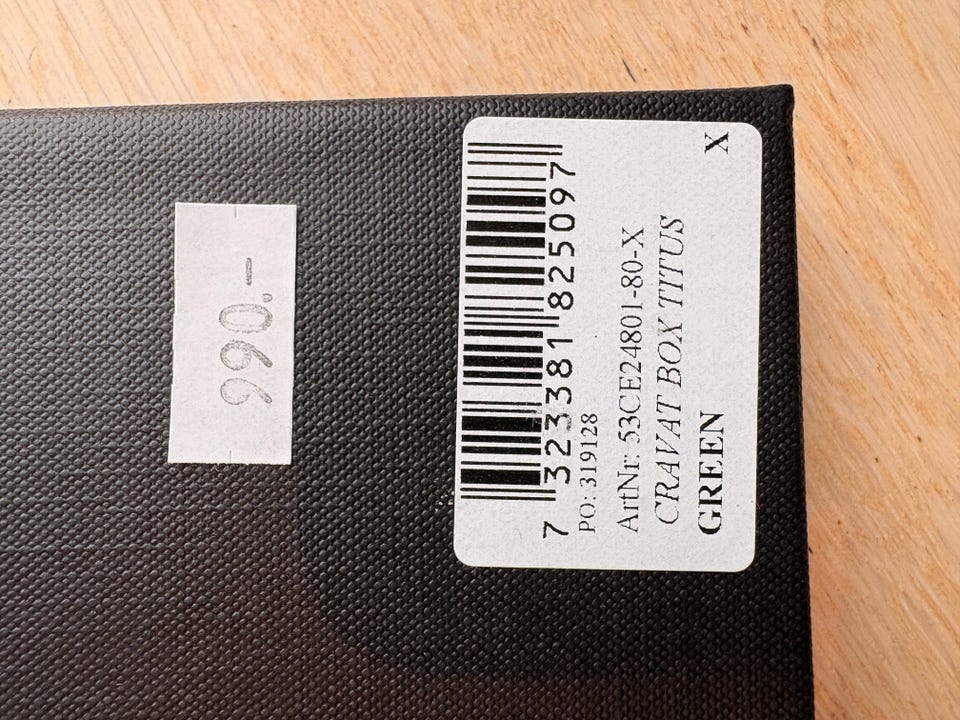 990.-
7 323381 825097
PO: 319128
ArtNr: 53CE24801-80-X
CRAVAT BOX TITUS
GREEN X